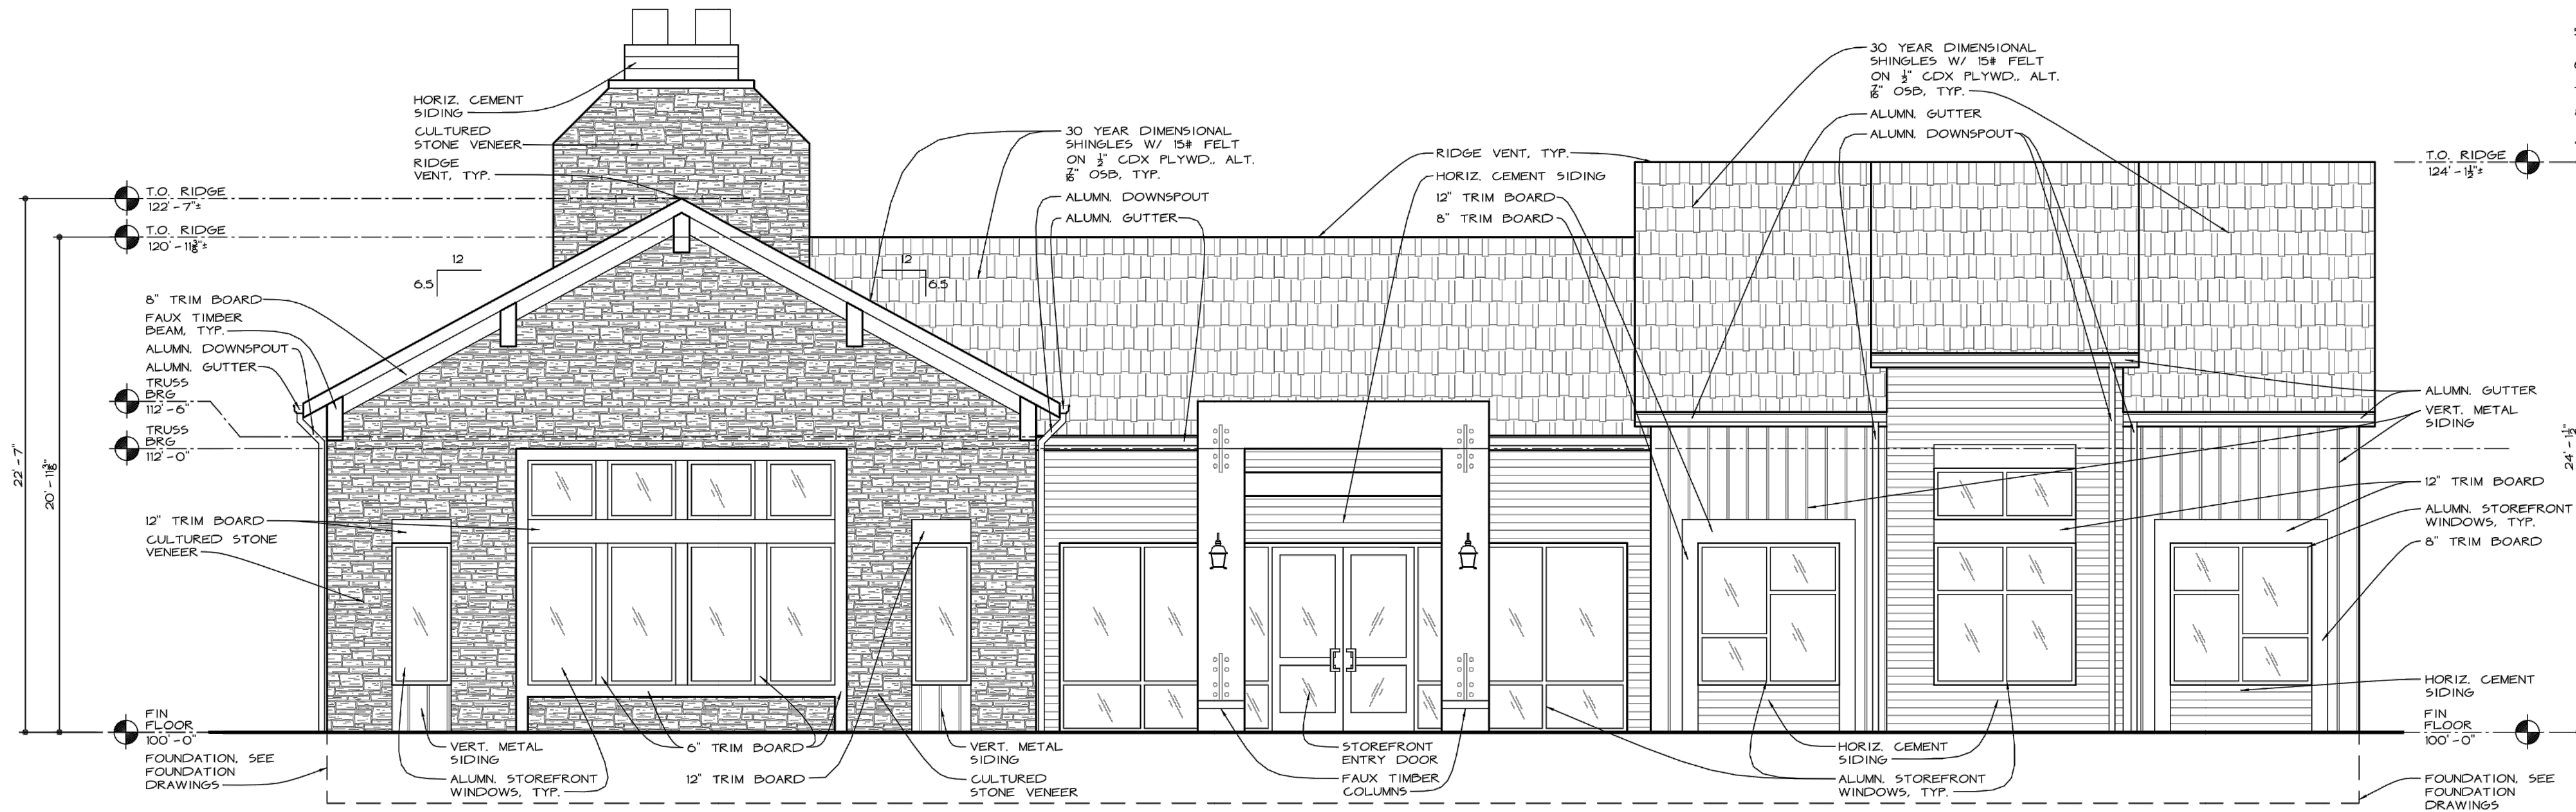 HORIZ. CEMENT
SIDING
CULTURED
STONE VENEER
RIDGE
VENT, TYP.
T.O. RIDGE
122'-7"±
T.O. RIDGE
120'-11⅜"±
12
6.5
12
6.5
8" TRIM BOARD
FAUX TIMBER
BEAM, TYP.
ALUMN. DOWNSPOUT
ALUMN. GUTTER
TRUSS
BRG
112'-6"
TRUSS
BRG
112'-0"
22'-7"
20'-11⅜"
12" TRIM BOARD
CULTURED STONE
VENEER
FIN
FLOOR
100'-0"
FOUNDATION, SEE
FOUNDATION
DRAWINGS
VERT. METAL
SIDING
ALUMN. STOREFRONT
WINDOWS, TYP.
6" TRIM BOARD
12" TRIM BOARD
VERT. METAL
SIDING
CULTURED
STONE VENEER
30 YEAR DIMENSIONAL
SHINGLES W/ 15# FELT
ON ½" CDX PLYWD., ALT.
7/16" OSB, TYP.
ALUMN. DOWNSPOUT
ALUMN. GUTTER
RIDGE VENT, TYP.
HORIZ. CEMENT SIDING
12" TRIM BOARD
8" TRIM BOARD
STOREFRONT
ENTRY DOOR
FAUX TIMBER
COLUMNS
30 YEAR DIMENSIONAL
SHINGLES W/ 15# FELT
ON ½" CDX PLYWD., ALT.
7/16" OSB, TYP.
ALUMN. GUTTER
ALUMN. DOWNSPOUT
HORIZ. CEMENT
SIDING
ALUMN. STOREFRONT
WINDOWS, TYP.
T.O. RIDGE
124'-1½"±
ALUMN. GUTTER
VERT. METAL
SIDING
24'-1½"
12" TRIM BOARD
ALUMN. STOREFRONT
WINDOWS, TYP.
8" TRIM BOARD
HORIZ. CEMENT
SIDING
FIN
FLOOR
100'-0"
FOUNDATION, SEE
FOUNDATION
DRAWINGS